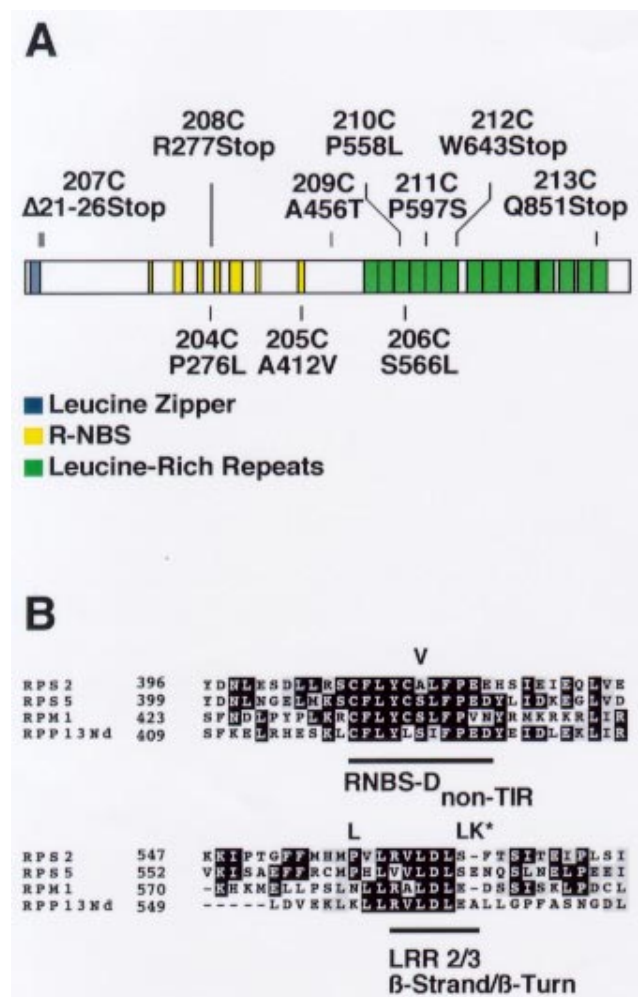 A
208C 210C 212C
R277Stop P558L W643Stop
207C 209C 211C 213C
Δ21-26Stop A456T P597S Q851Stop
204C 205C 206C
P276L A412V S566L
Leucine Zipper
R-NBS
Leucine-Rich Repeats
B
V
RPS2 396 YDNLESDLLRSCFLYCALFPEEHSIEIEQLVE
RPS5 399 YDNLNGELMKSCFLYCSLFPEDYLIDKEGLVD
RPM1 423 SFNDLPYPLKRCFLYCSLFPVNYRMKRKRLIR
RPP13Nd 409 SFKELRHESKLCFLYLSIFPEDYEIDLEKLIR
RNBS-D non-TIR
L LK*
RPS2 547 KKIPTGFFMHMPVLRVLDLS-FTSITEIPLSI
RPS5 552 VKISAEFFRCMPHLVVLDLSENQSLNELPEEI
RPM1 570 -KHKMELLPSLNLLRALDLE-DSSISKLPDCL
RPP13Nd 549 -----LDVEKLKLLRVLDLEALLGPFASNGDL
LRR 2/3
ß-Strand/ß-Turn